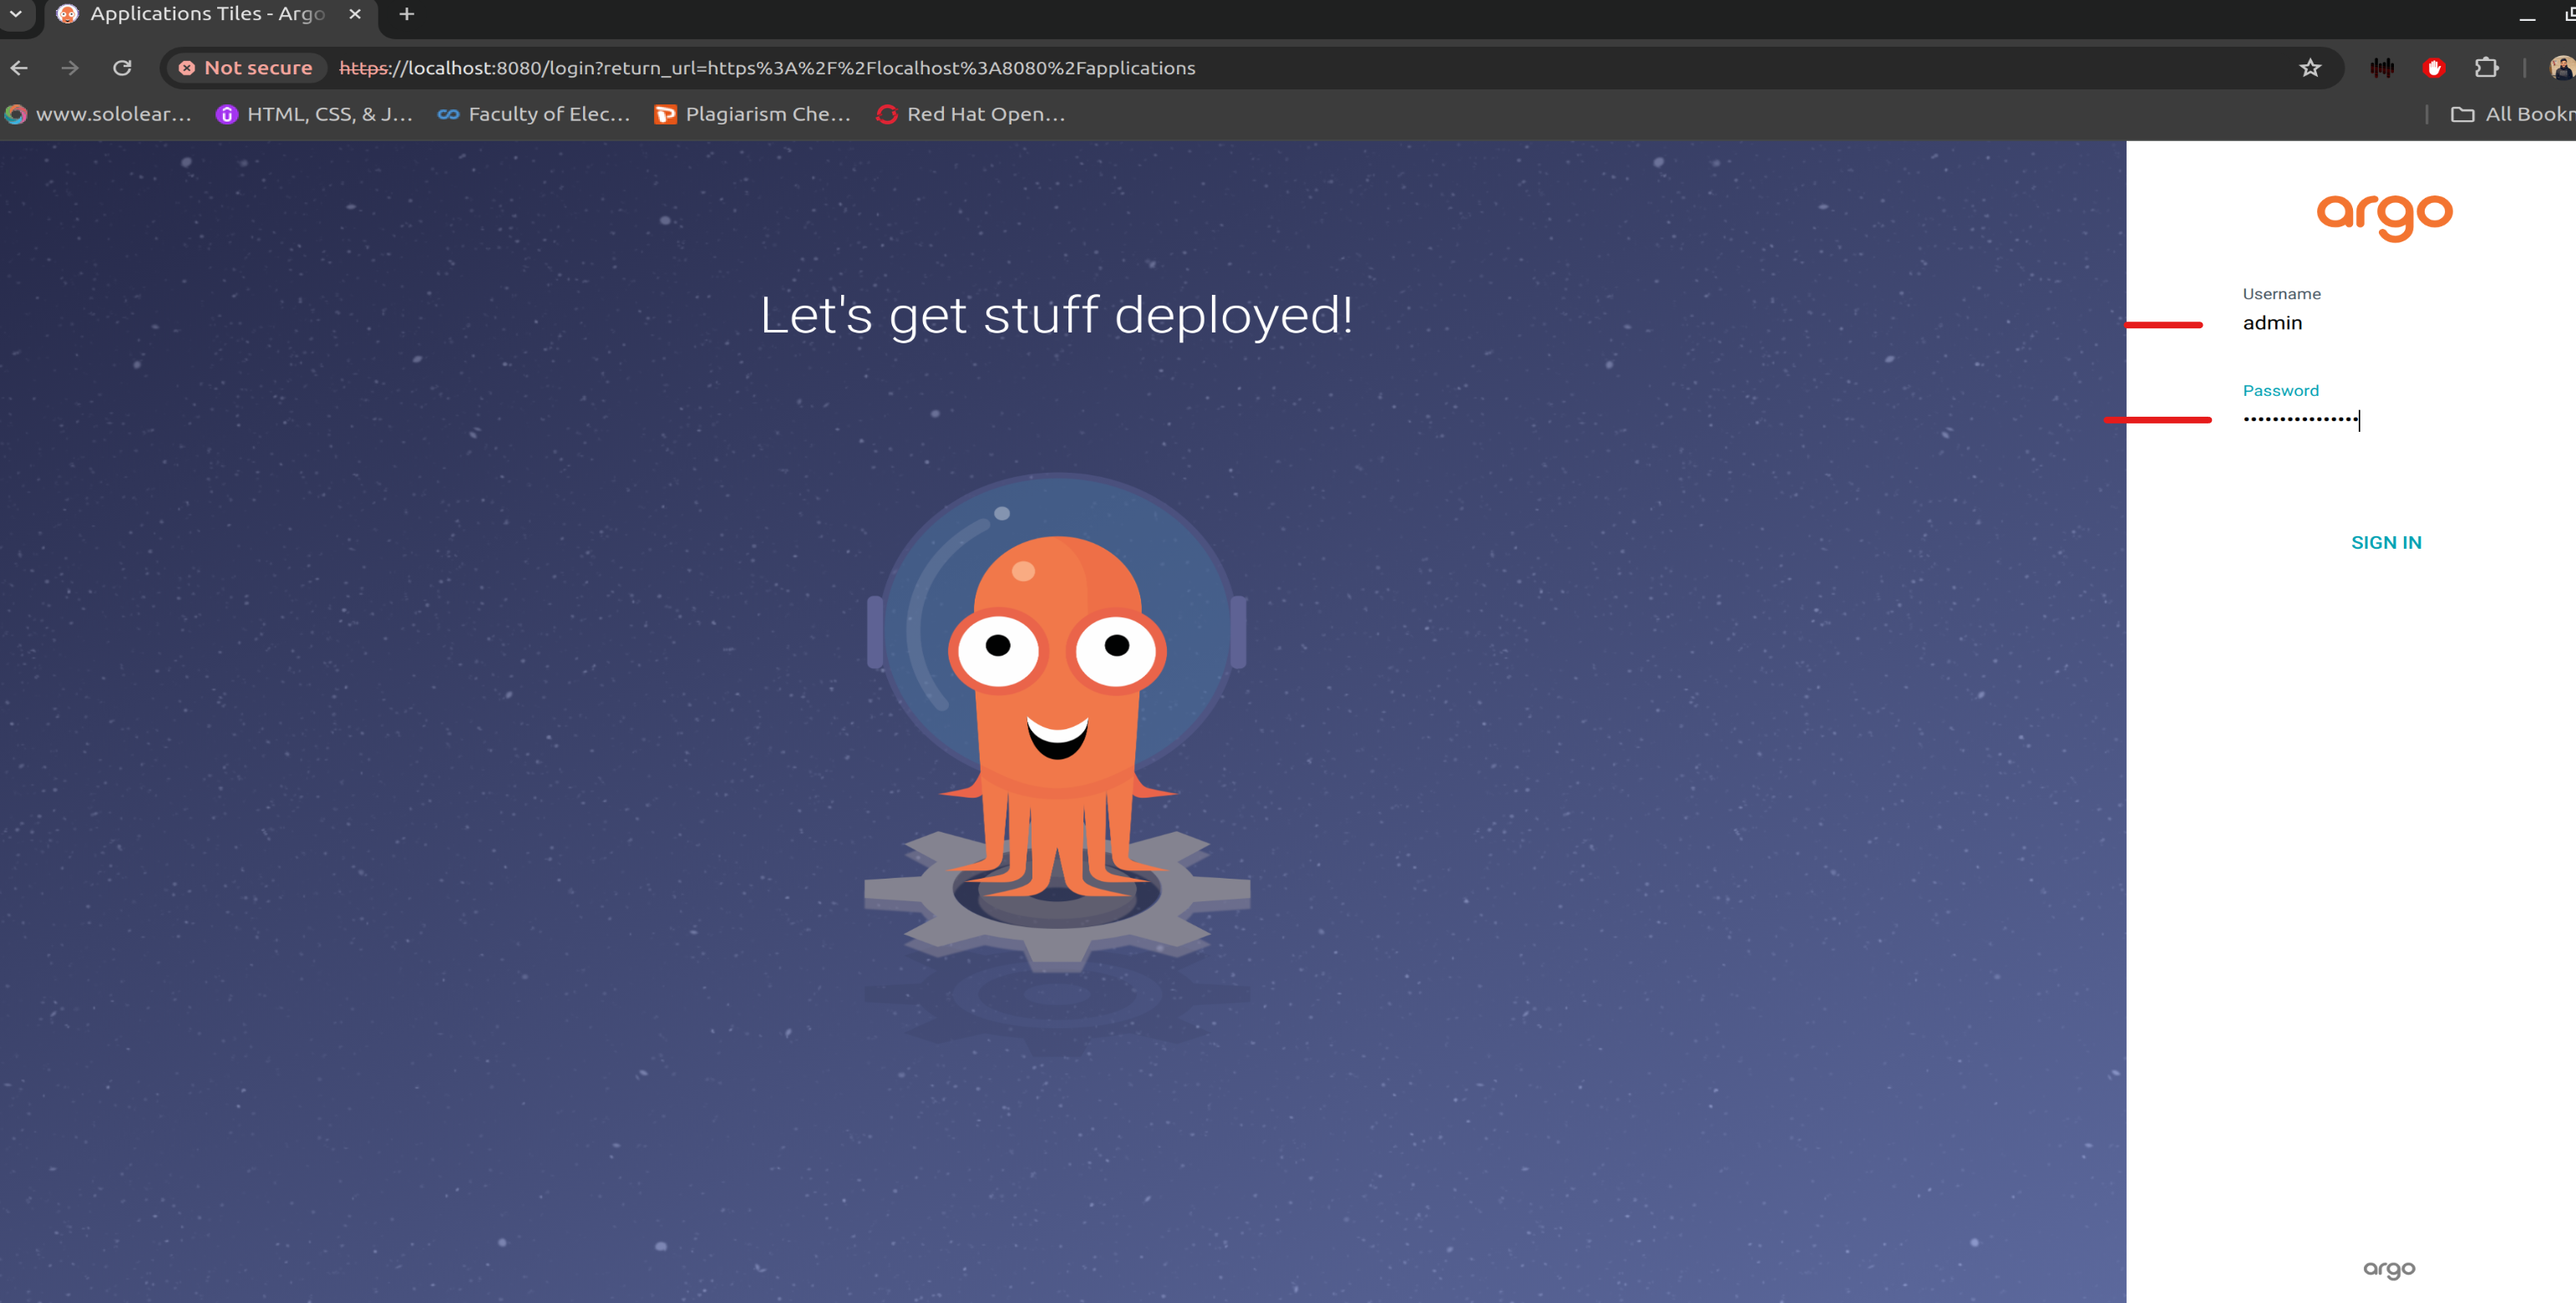 Applications Tiles - Argo
Not secure https://localhost:8080/login?return_url=https%3A%2F%2Flocalhost%3A8080%2Fapplications
www.sololear... HTML, CSS, & J... Faculty of Elec... Plagiarism Che... Red Hat Open...
All Bookr
Let's get stuff deployed!
argo
Username
admin
Password
SIGN IN
argo